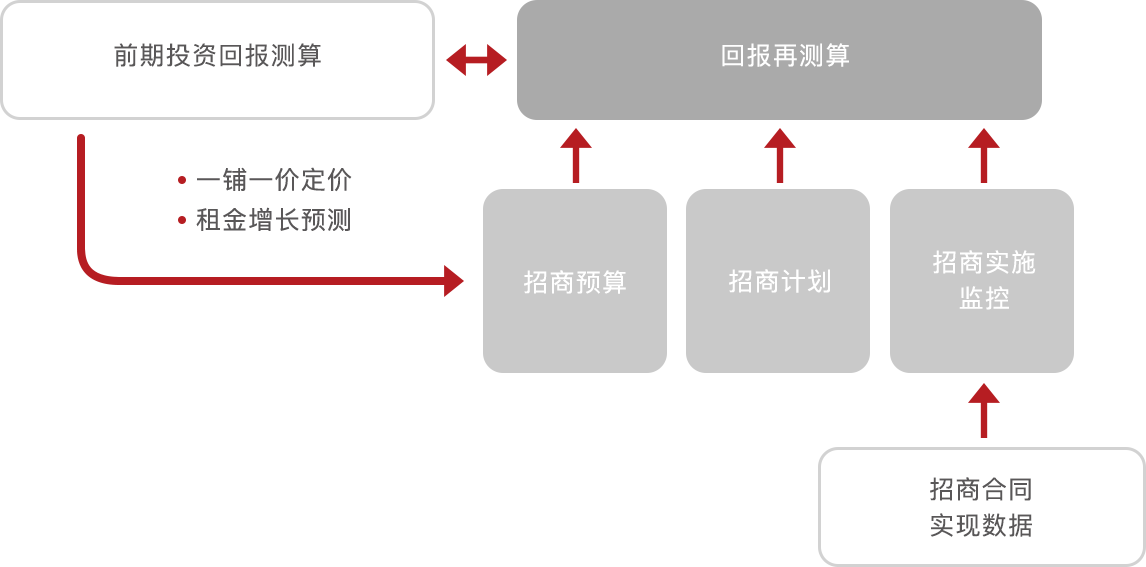 前期投资回报测算
回报再测算
一铺一价定价
租金增长预测
招商预算
招商计划
招商实施
监控
招商合同
实现数据